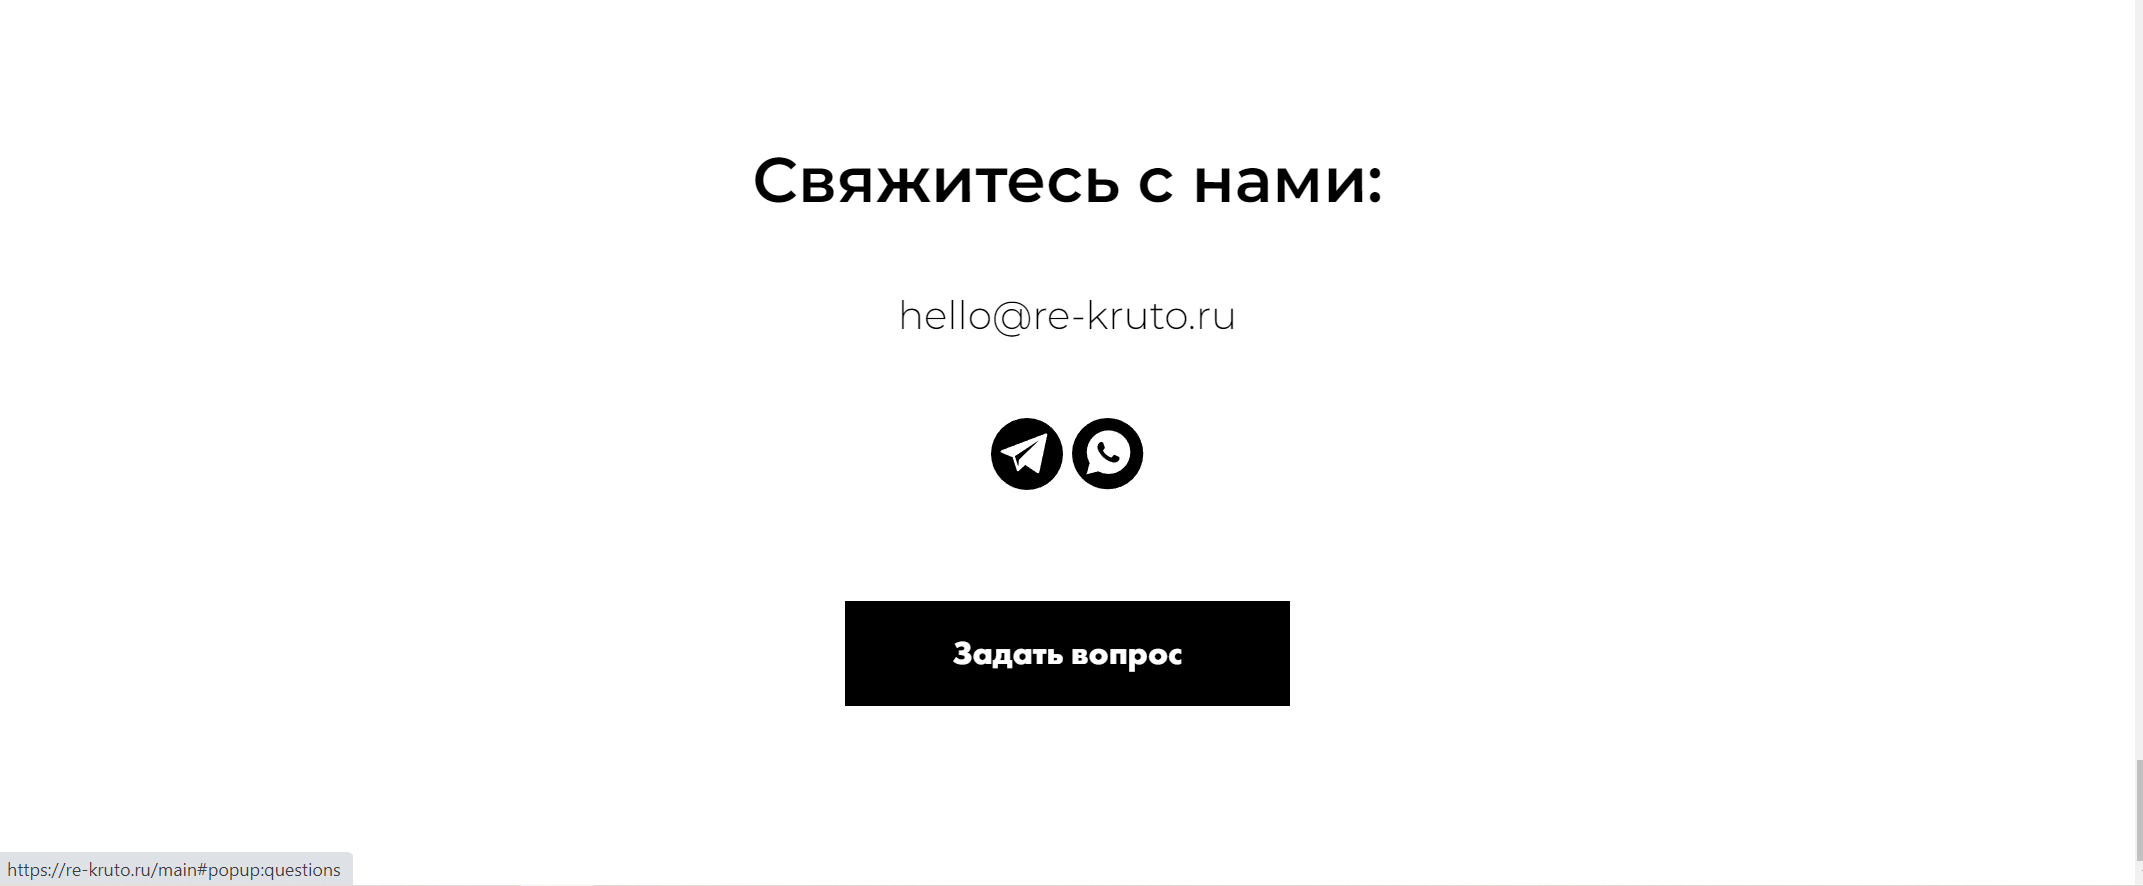 Свяжитесь с нами:
hello@re-kruto.ru
Задать вопрос
https://re-kruto.ru/main#popup:questions